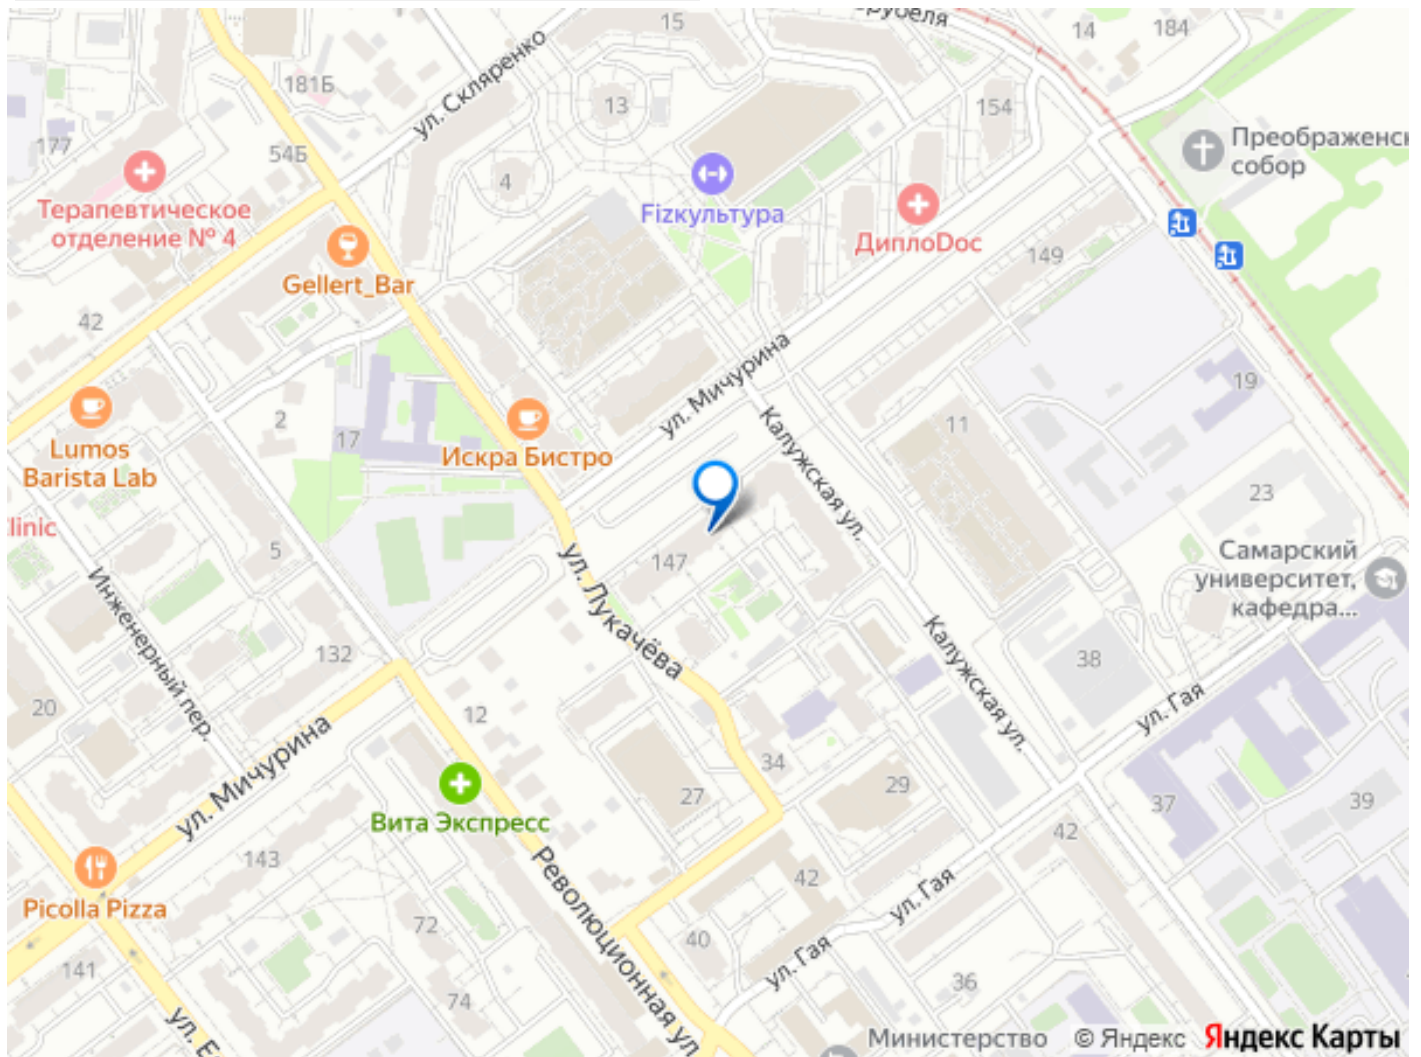 15
14
184
181Б
ул. Скляренко
13
154
177
54Б
Преображенск
собор
4
Терапевтическое
отделение № 4
Fizкультура
ДиплоDoc
149
Gellert_Bar
42
ул. Мичурина
19
2
17
Калужская ул.
11
Lumos
Barista Lab
Искра Бистро
23
5
147
Самарский
университет,
кафедра...
Инженерный пер.
ул. Лукачёва
132
Калужская ул.
38
20
12
ул. Гая
ул. Мичурина
34
27
29
37
39
Вита Экспресс
42
143
Революционная ул.
42
ул. Гая
Picolla Pizza
72
40
ул. Гая
141
74
36
Министерство
© Яндекс
Яндекс Карты